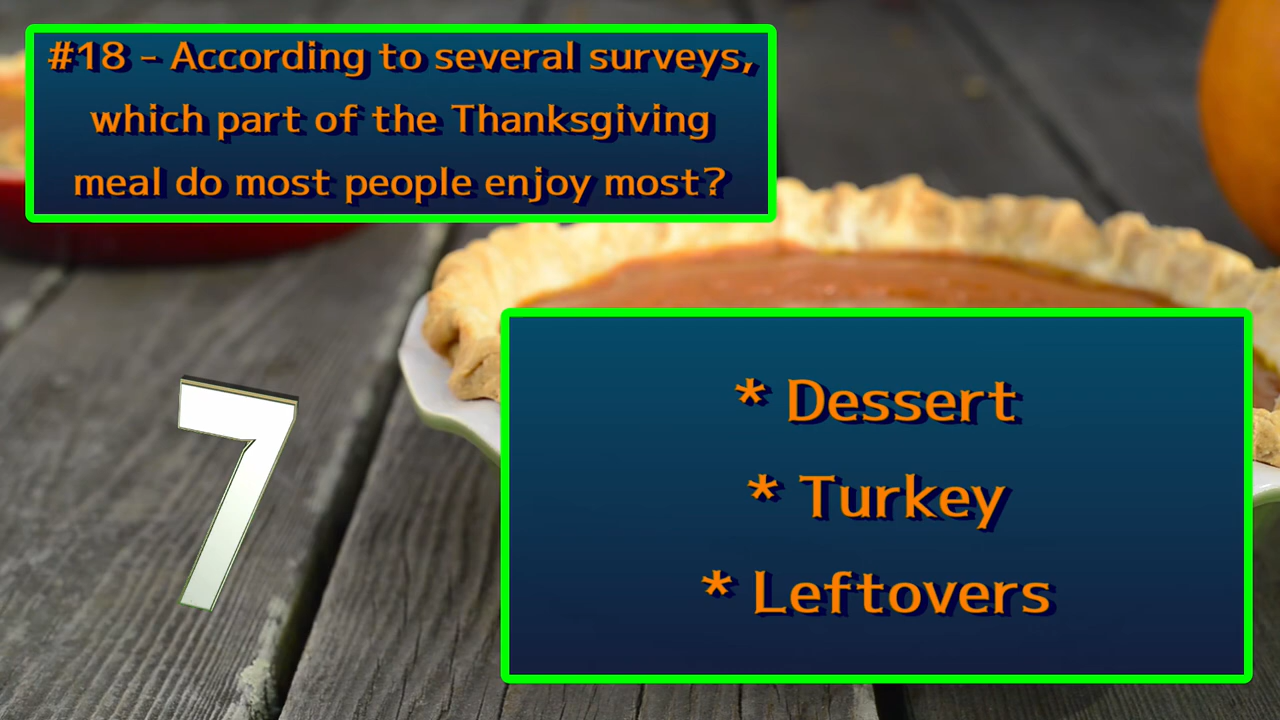 #18 - According to several surveys,
which part of the Thanksgiving
meal do most people enjoy most?
7
* Dessert
* Turkey
* Leftovers